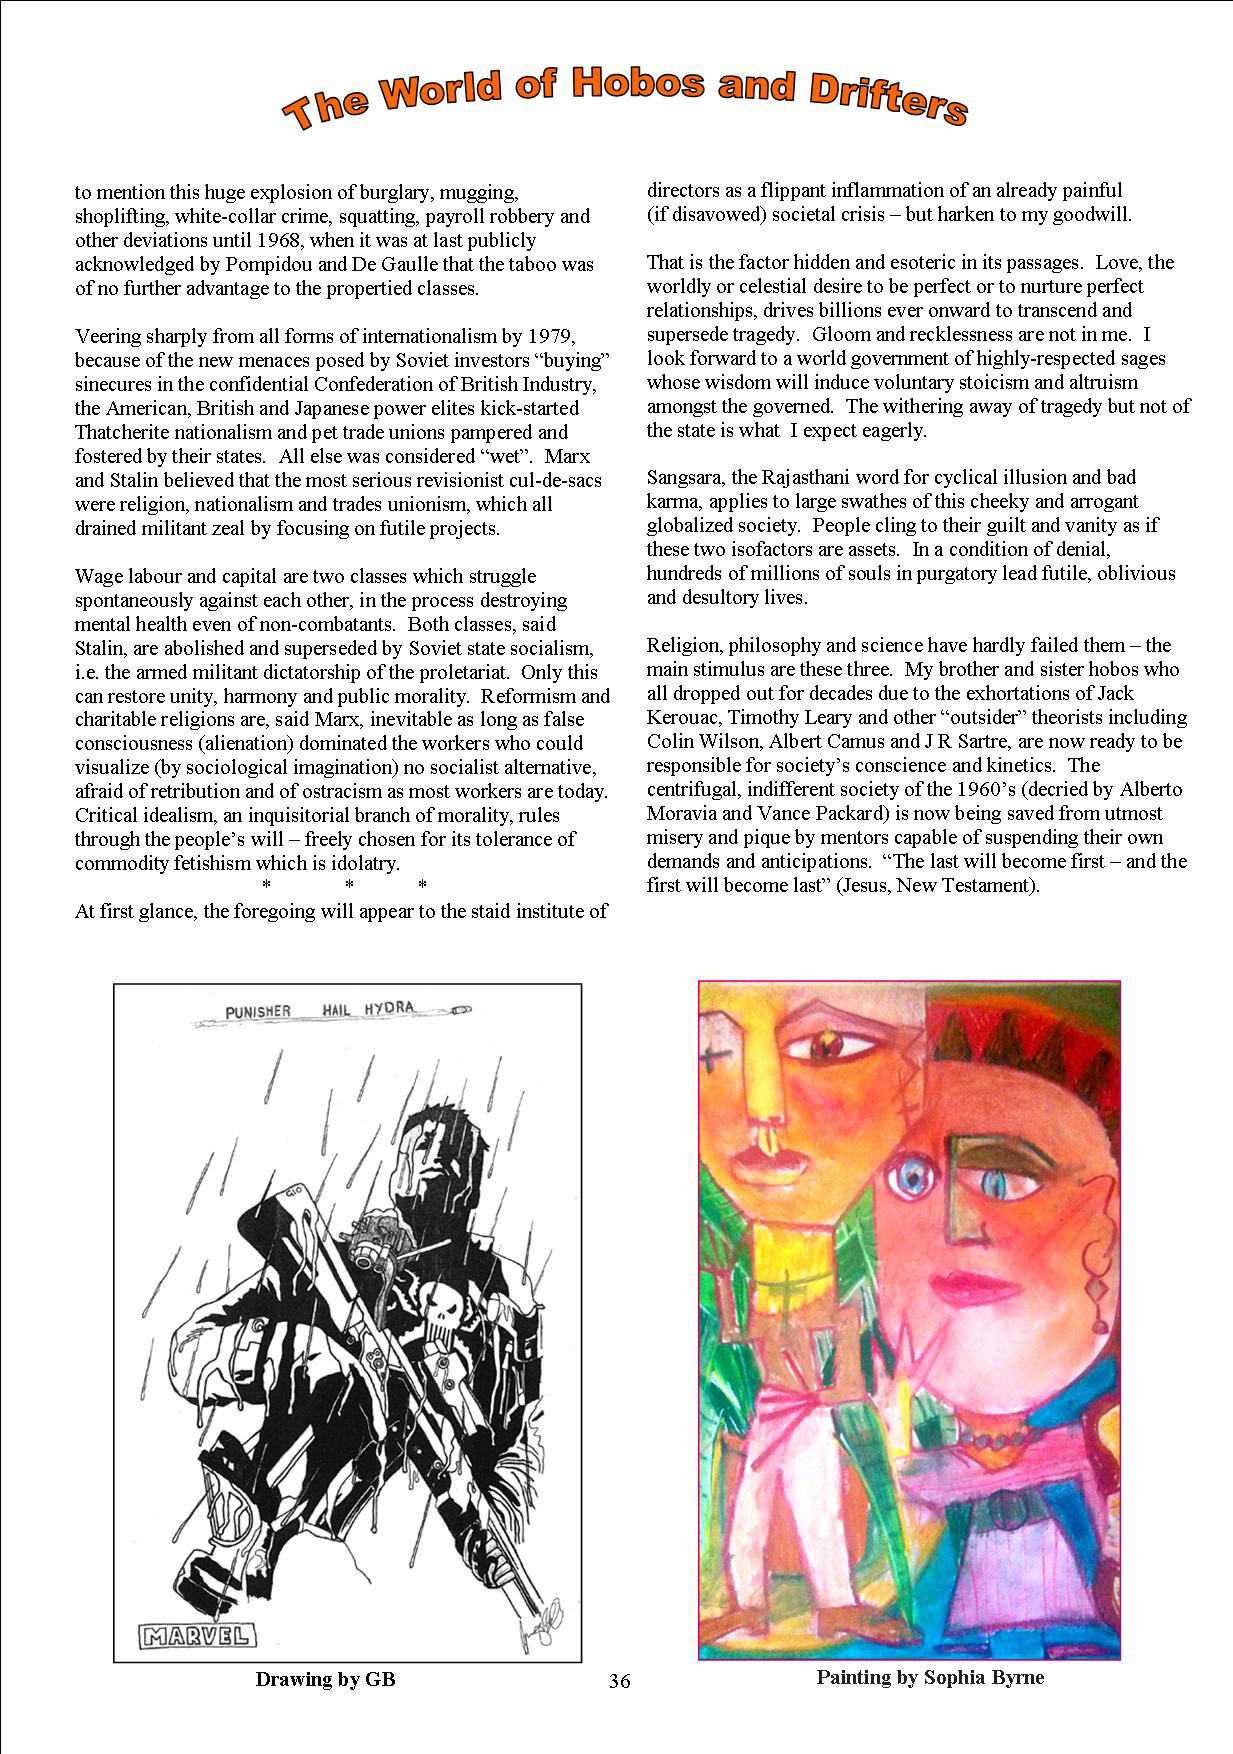 The World of Hobos and Drifters
to mention this huge explosion of burglary, mugging,
shoplifting, white-collar crime, squatting, payroll robbery and
other deviations until 1968, when it was at last publicly
acknowledged by Pompidou and De Gaulle that the taboo was
of no further advantage to the propertied classes.
Veering sharply from all forms of internationalism by 1979,
because of the new menaces posed by Soviet investors “buying”
sinecures in the confidential Confederation of British Industry,
the American, British and Japanese power elites kick-started
Thatcherite nationalism and pet trade unions pampered and
fostered by their states.  All else was considered “wet”.  Marx
and Stalin believed that the most serious revisionist cul-de-sacs
were religion, nationalism and trades unionism, which all
drained militant zeal by focusing on futile projects.
Wage labour and capital are two classes which struggle
spontaneously against each other, in the process destroying
mental health even of non-combatants.  Both classes, said
Stalin, are abolished and superseded by Soviet state socialism,
i.e. the armed militant dictatorship of the proletariat.  Only this
can restore unity, harmony and public morality.  Reformism and
charitable religions are, said Marx, inevitable as long as false
consciousness (alienation) dominated the workers who could
visualize (by sociological imagination) no socialist alternative,
afraid of retribution and of ostracism as most workers are today.
Critical idealism, an inquisitorial branch of morality, rules
through the people’s will – freely chosen for its tolerance of
commodity fetishism which is idolatry.
* * *
At first glance, the foregoing will appear to the staid institute of
directors as a flippant inflammation of an already painful
(if disavowed) societal crisis – but harken to my goodwill.
That is the factor hidden and esoteric in its passages.  Love, the
worldly or celestial desire to be perfect or to nurture perfect
relationships, drives billions ever onward to transcend and
supersede tragedy.  Gloom and recklessness are not in me.  I
look forward to a world government of highly-respected sages
whose wisdom will induce voluntary stoicism and altruism
amongst the governed.  The withering away of tragedy but not of
the state is what  I expect eagerly.
Sangsara, the Rajasthani word for cyclical illusion and bad
karma, applies to large swathes of this cheeky and arrogant
globalized society.  People cling to their guilt and vanity as if
these two isofactors are assets.  In a condition of denial,
hundreds of millions of souls in purgatory lead futile, oblivious
and desultory lives.
Religion, philosophy and science have hardly failed them – the
main stimulus are these three.  My brother and sister hobos who
all dropped out for decades due to the exhortations of Jack
Kerouac, Timothy Leary and other “outsider” theorists including
Colin Wilson, Albert Camus and J R Sartre, are now ready to be
responsible for society’s conscience and kinetics.  The
centrifugal, indifferent society of the 1960’s (decried by Alberto
Moravia and Vance Packard) is now being saved from utmost
misery and pique by mentors capable of suspending their own
demands and anticipations.  “The last will become first – and the
first will become last” (Jesus, New Testament).
PUNISHER HAIL HYDRA
GIO
MARVEL
Drawing by GB
36
Painting by Sophia Byrne